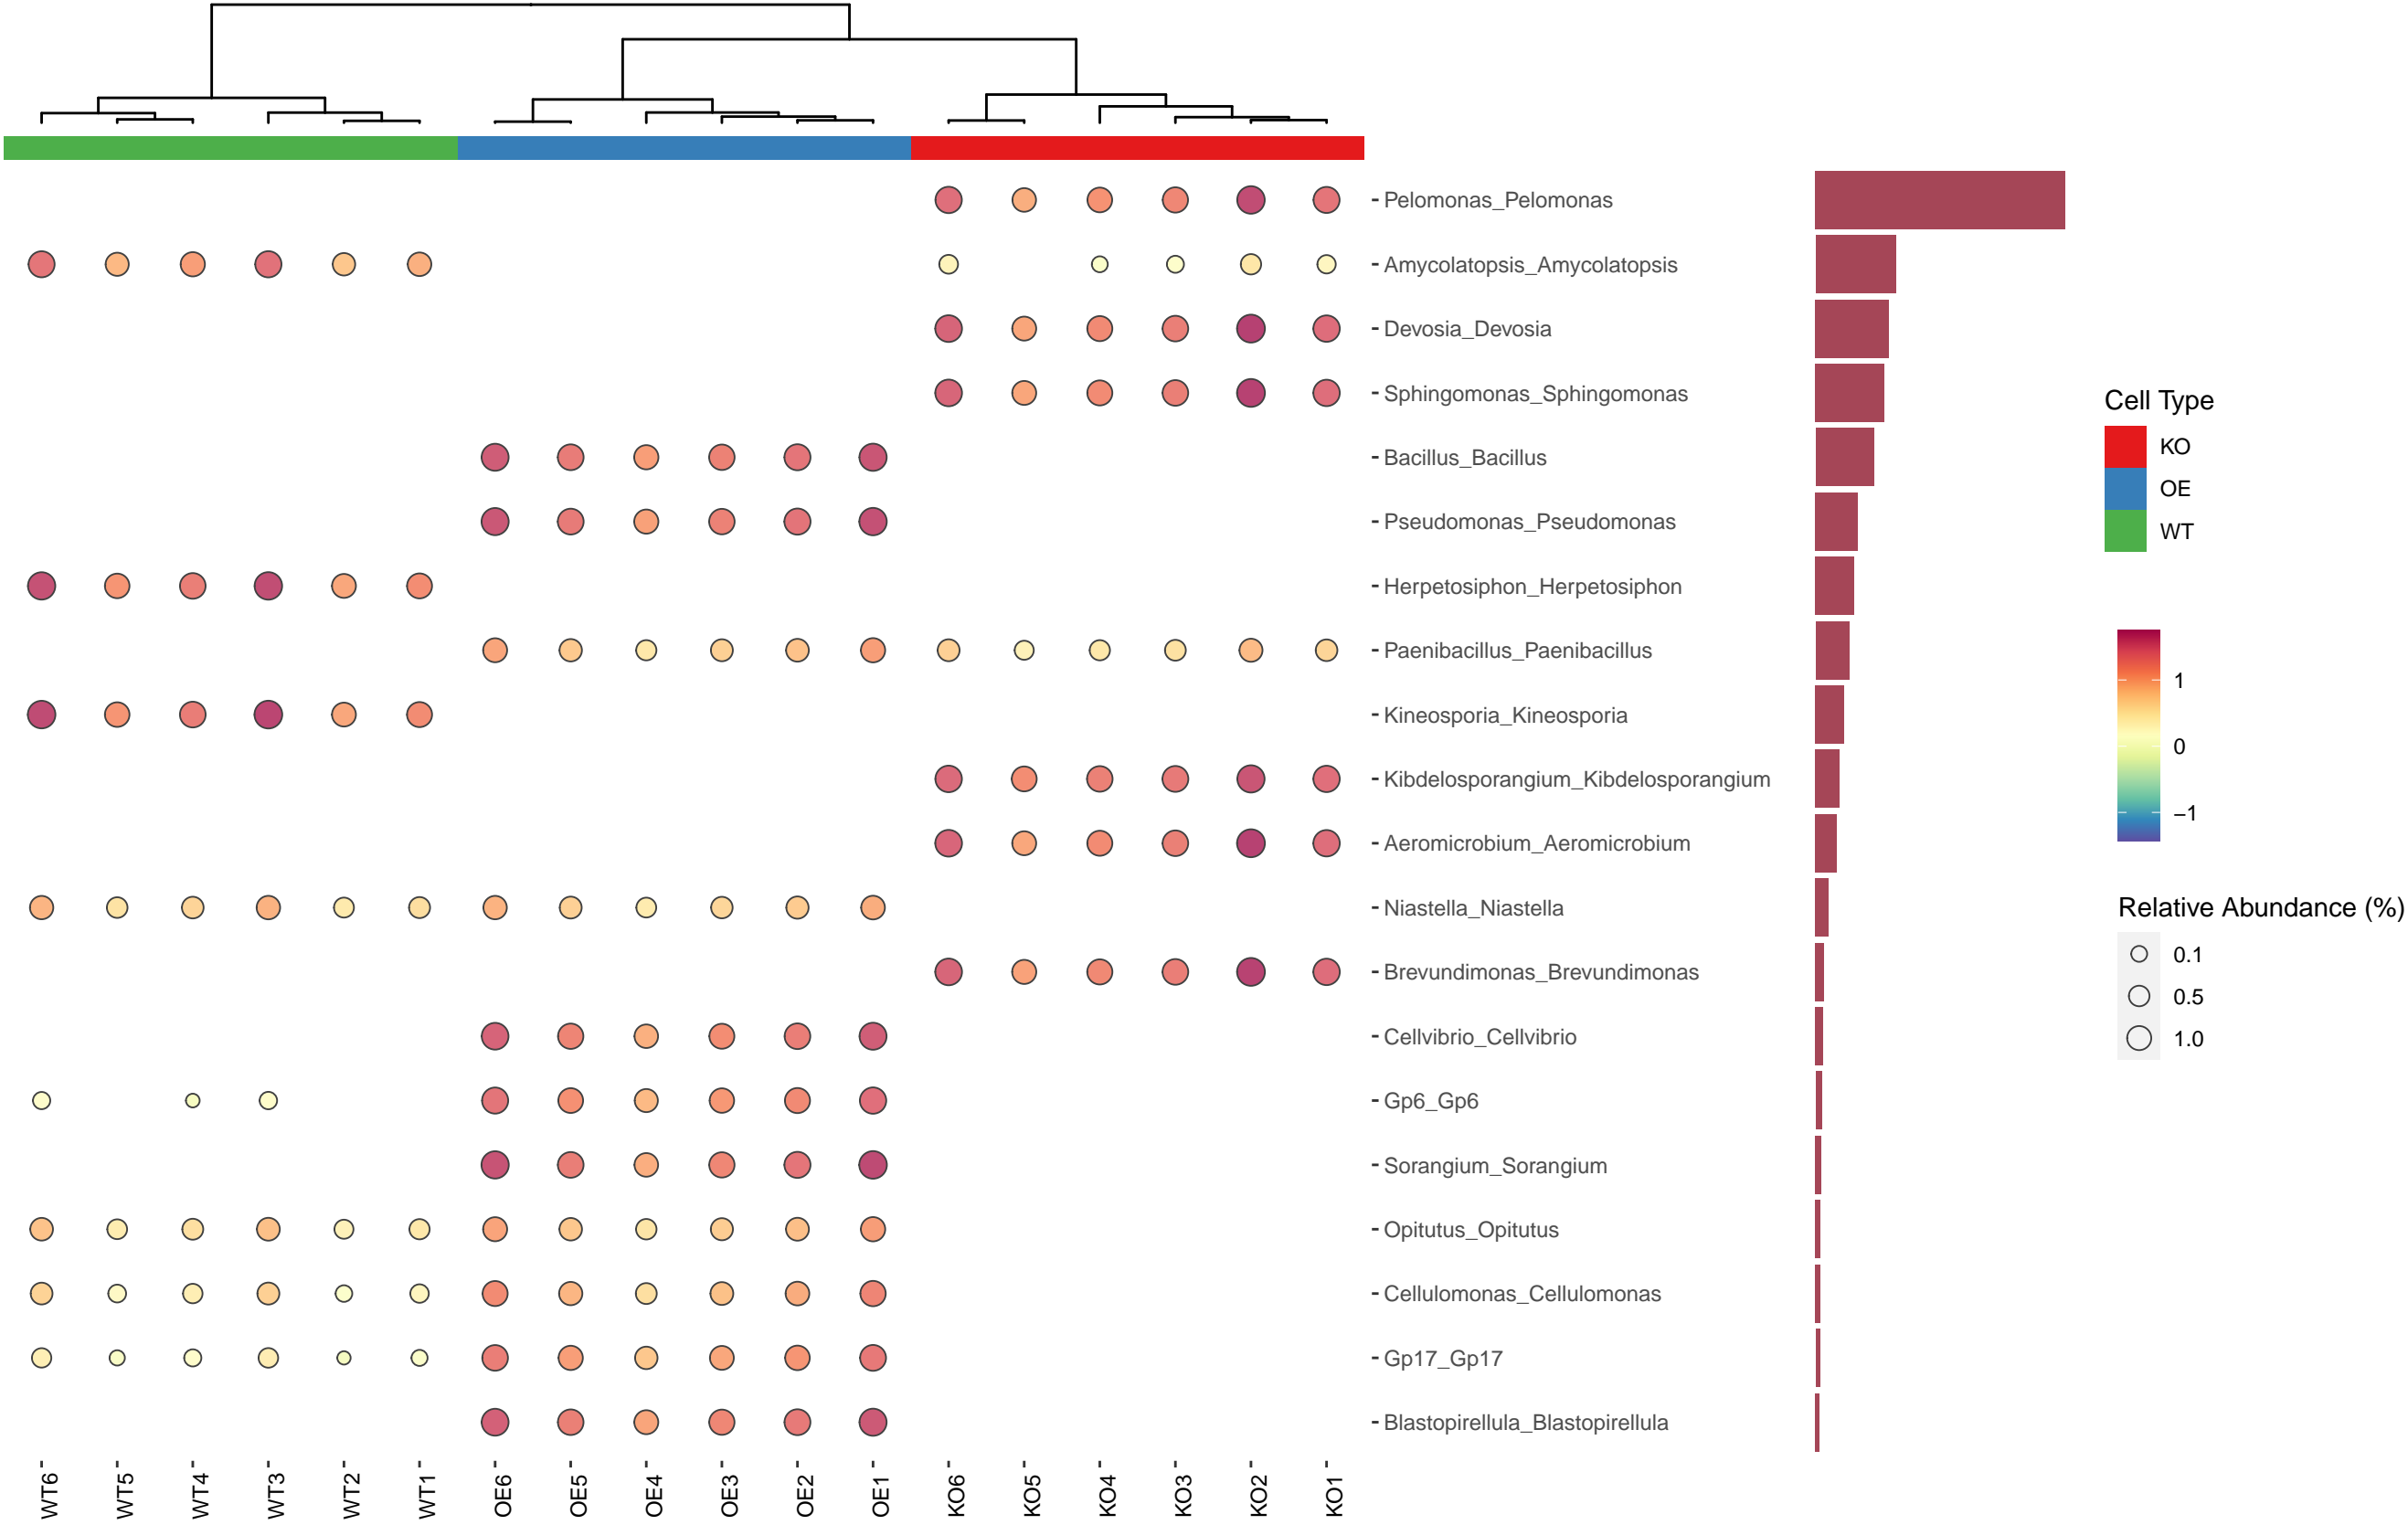 Pelomonas_Pelomonas
Amycolatopsis_Amycolatopsis
Devosia_Devosia
Sphingomonas_Sphingomonas
Bacillus_Bacillus
Pseudomonas_Pseudomonas
Herpetosiphon_Herpetosiphon
Paenibacillus_Paenibacillus
Kineosporia_Kineosporia
Kibdelosporangium_Kibdelosporangium
Aeromicrobium_Aeromicrobium
Niastella_Niastella
Brevundimonas_Brevundimonas
Cellvibrio_Cellvibrio
Gp6_Gp6
Sorangium_Sorangium
Opitutus_Opitutus
Cellulomonas_Cellulomonas
Gp17_Gp17
Blastopirellula_Blastopirellula
WT6
WT5
WT4
WT3
WT2
WT1
OE6
OE5
OE4
OE3
OE2
OE1
KO6
KO5
KO4
KO3
KO2
KO1
Cell Type
KO
OE
WT
1
0
−1
Relative Abundance (%)
0.1
0.5
1.0